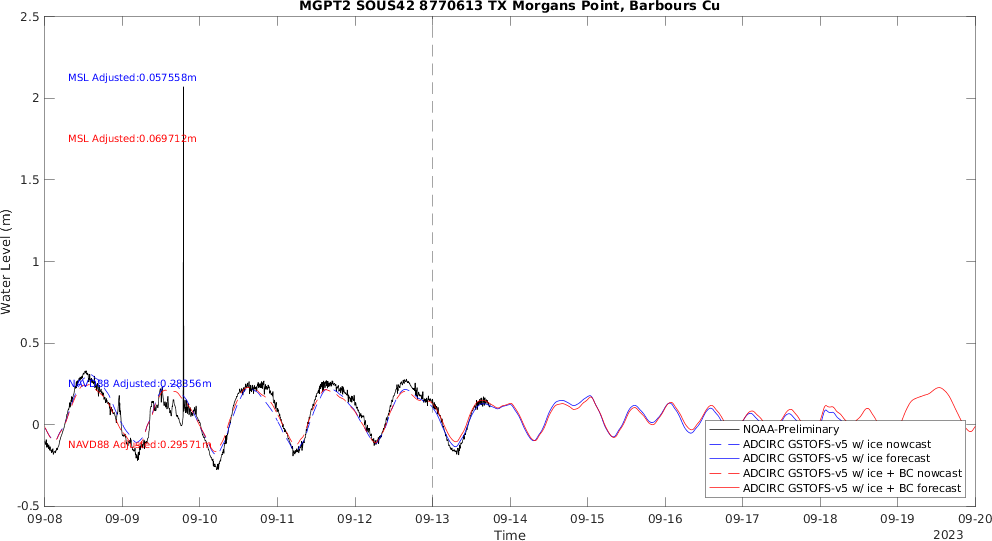 MGPT2 SOUS42 8770613 TX Morgans Point, Barbours Cu
2.5
2
1.5
1
0.5
0
-0.5
Water Level (m)
MSL Adjusted:0.057558m
MSL Adjusted:0.069712m
NAVD88 Adjusted:0.28356m
NAVD88 Adjusted:0.29571m
NOAA-Preliminary
ADCIRC GSTOFS-v5 w/ ice nowcast
ADCIRC GSTOFS-v5 w/ ice forecast
ADCIRC GSTOFS-v5 w/ ice + BC nowcast
ADCIRC GSTOFS-v5 w/ ice + BC forecast
09-08 09-09 09-10 09-11 09-12 09-13 09-14 09-15 09-16 09-17 09-18 09-19 09-20
Time
2023